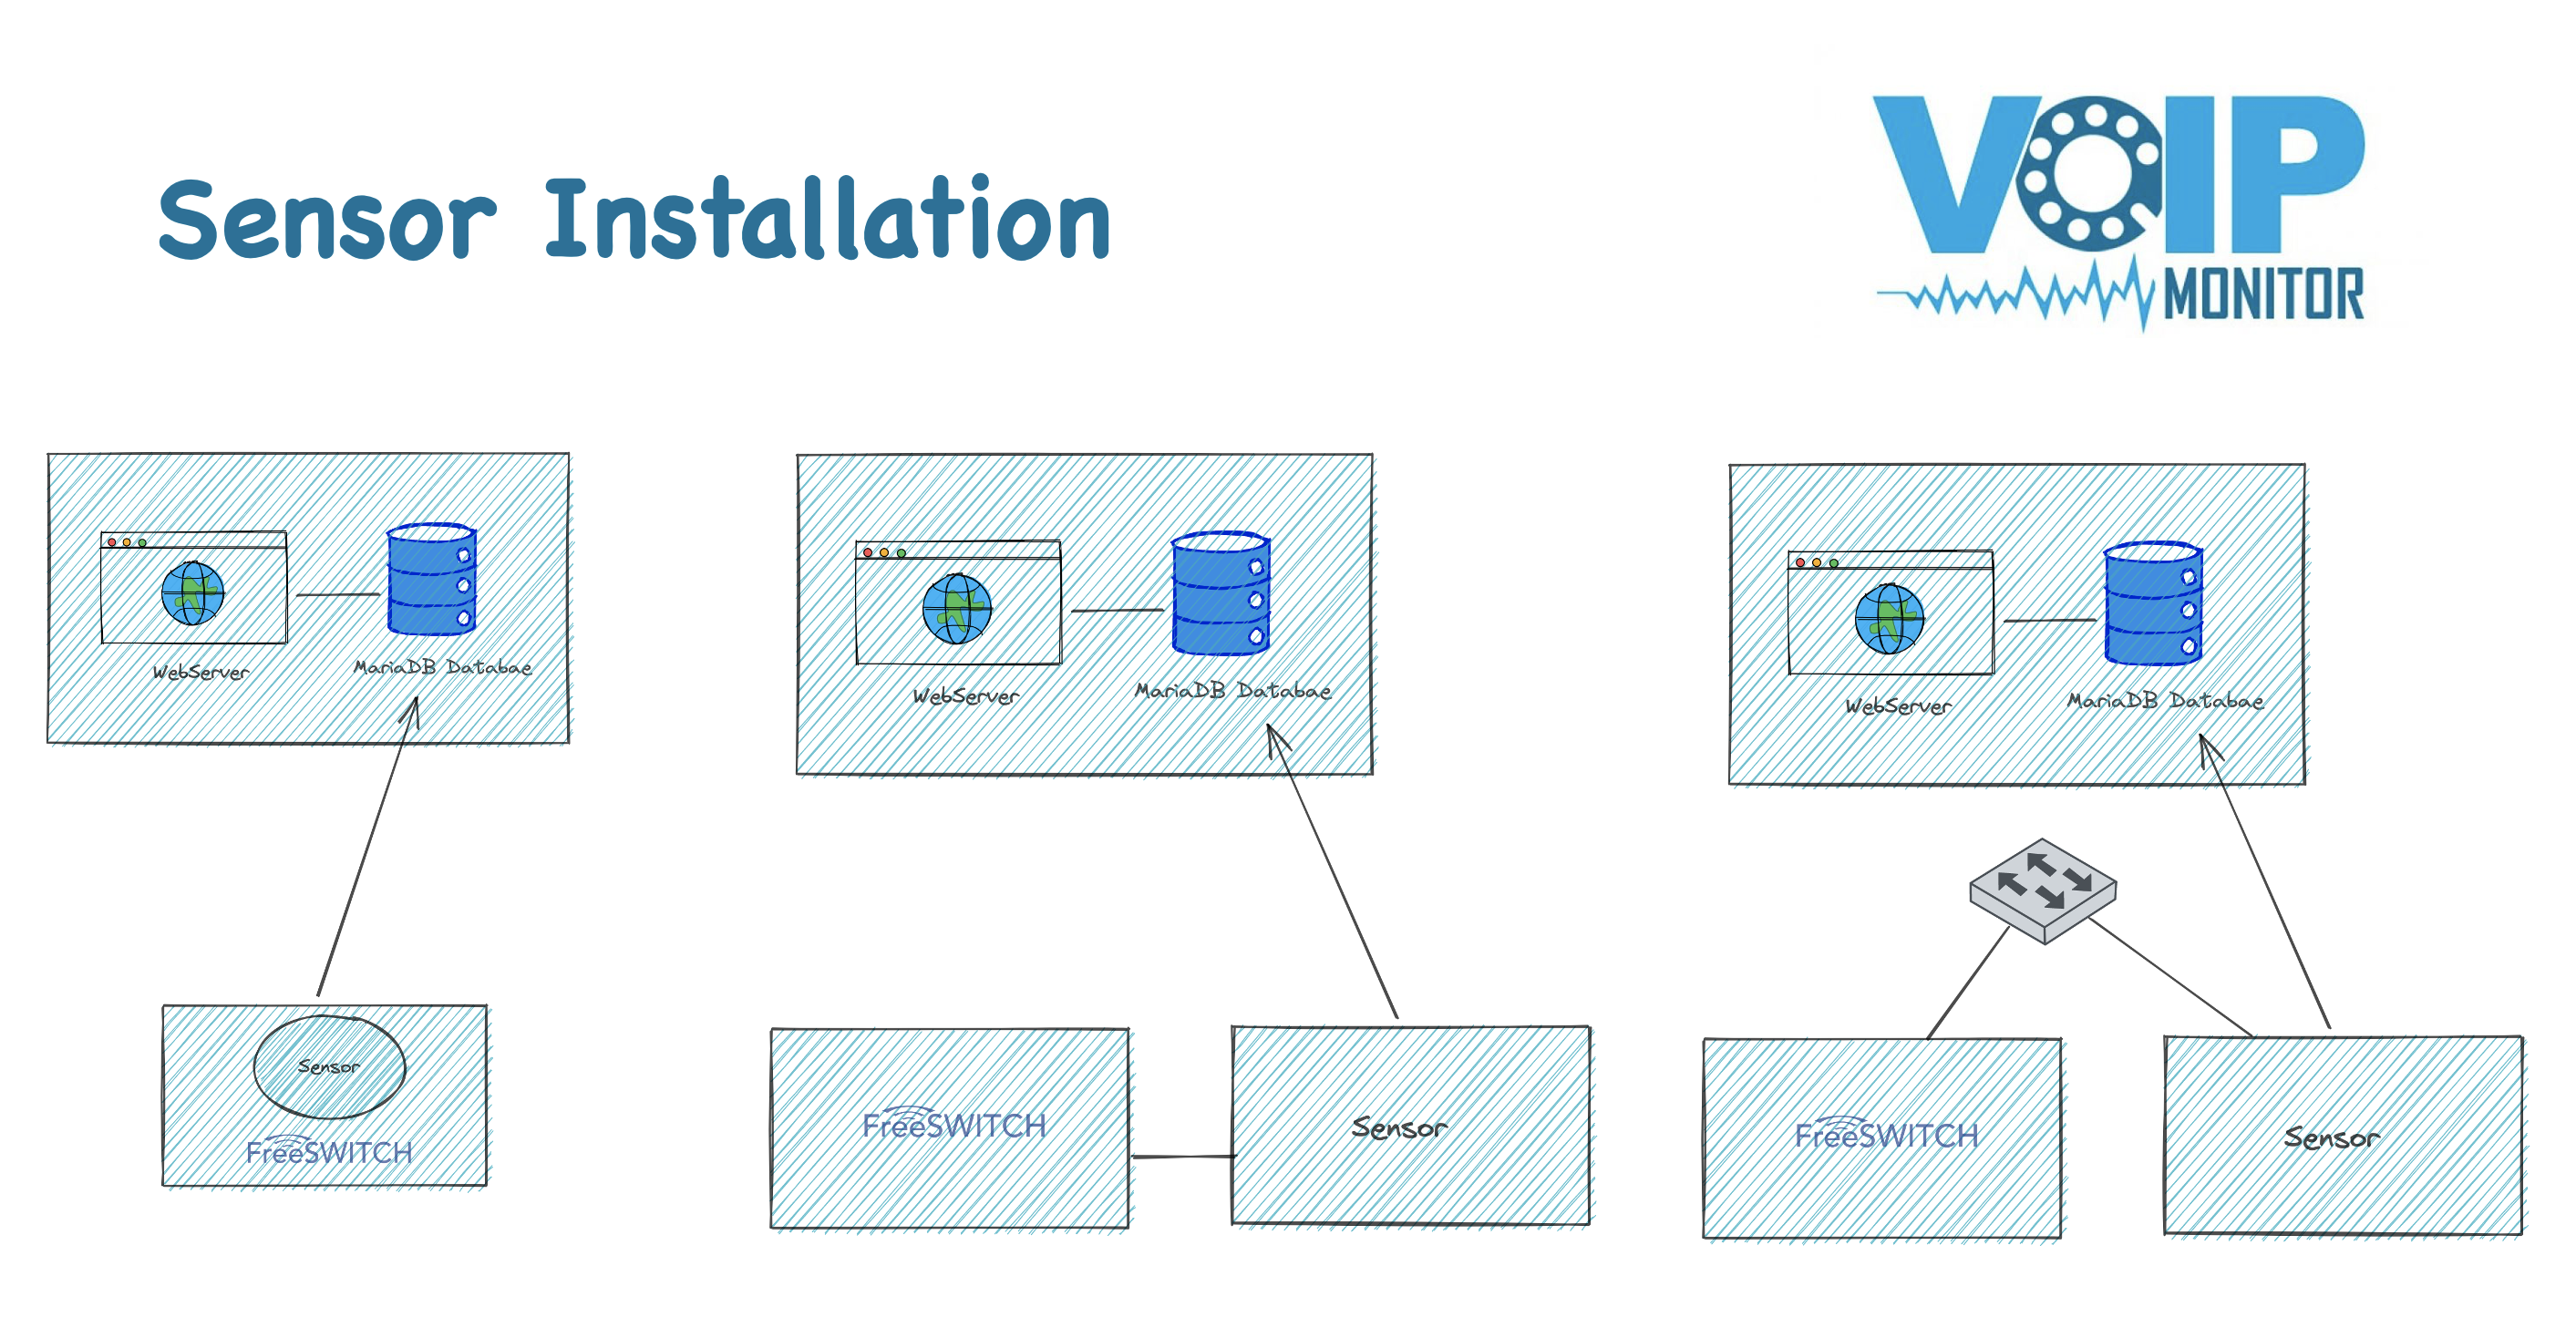 Sensor Installation
VOIP
MONITOR
WebServer
MariaDB Databae
Sensor
FreeSWITCH
WebServer
MariaDB Databae
FreeSWITCH
Sensor
WebServer
MariaDB Databae
FreeSWITCH
Sensor